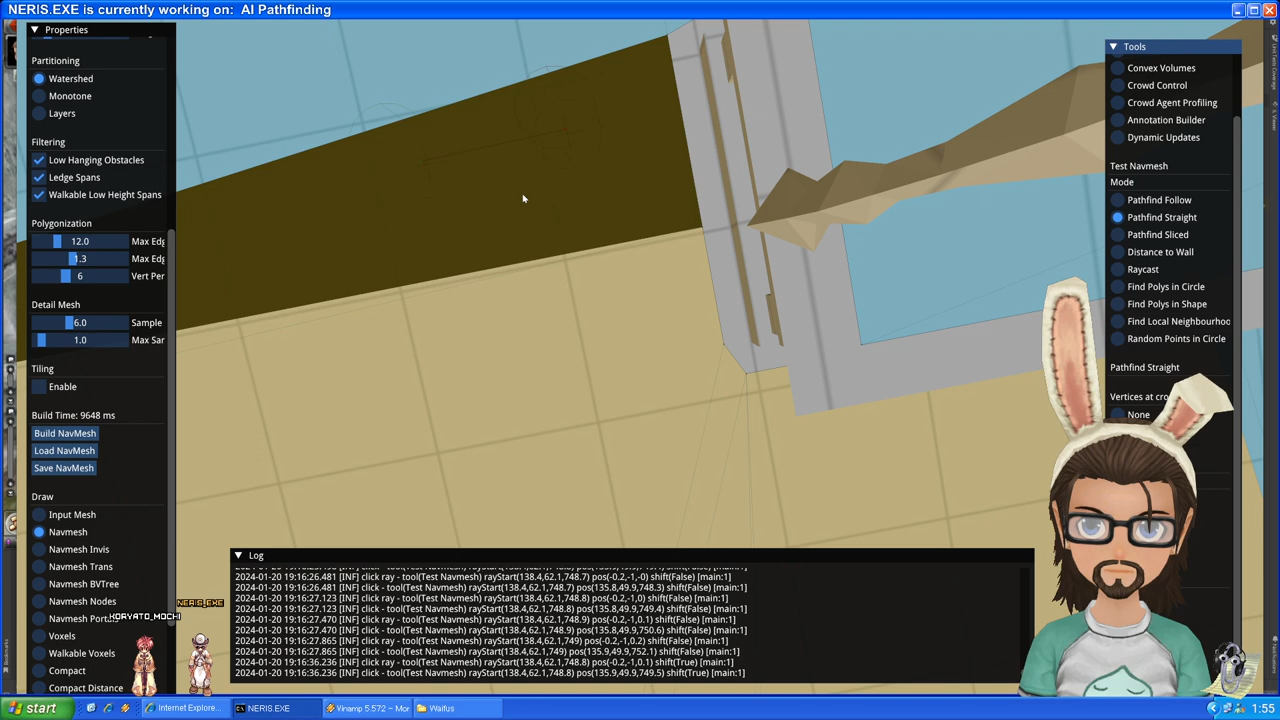 NERIS.EXE is currently working on:  AI Pathfinding
Properties
Partitioning
Watershed
Monotone
Layers
Filtering
Low Hanging Obstacles
Ledge Spans
Walkable Low Height Spans
Polygonization
12.0 Max Edg
1.3 Max Edg
6 Vert Per
Detail Mesh
6.0 Sample
1.0 Max Sar
Tiling
Enable
Build Time: 9648 ms
Build NavMesh
Load NavMesh
Save NavMesh
Draw
Input Mesh
Navmesh
Navmesh Invis
Navmesh Trans
Navmesh BVTree
Navmesh Nodes
Navmesh Port
Voxels
Walkable Voxels
Compact
Compact Distance
NERIS_EXE
KORYATO_MOCHI
Tools
Convex Volumes
Crowd Control
Crowd Agent Profiling
Annotation Builder
Dynamic Updates
Test Navmesh
Mode
Pathfind Follow
Pathfind Straight
Pathfind Sliced
Distance to Wall
Raycast
Find Polys in Circle
Find Polys in Shape
Find Local Neighbourhoo
Random Points in Circle
Pathfind Straight
Vertices at cro
None
Log
2024-01-20 19:16:26.481 [INF] click ray - tool(Test Navmesh) rayStart(138.4,62.1,748.7) pos(-0.2,-1,-0) shift(False) [main:1]
2024-01-20 19:16:26.481 [INF] click - tool(Test Navmesh) rayStart(138.4,62.1,748.7) pos(135.8,49.9,748.3) shift(False) [main:1]
2024-01-20 19:16:27.123 [INF] click ray - tool(Test Navmesh) rayStart(138.4,62.1,748.8) pos(-0.2,-1,0) shift(False) [main:1]
2024-01-20 19:16:27.123 [INF] click - tool(Test Navmesh) rayStart(138.4,62.1,748.8) pos(135.8,49.9,749.4) shift(False) [main:1]
2024-01-20 19:16:27.470 [INF] click ray - tool(Test Navmesh) rayStart(138.4,62.1,748.9) pos(-0.2,-1,0.1) shift(False) [main:1]
2024-01-20 19:16:27.470 [INF] click - tool(Test Navmesh) rayStart(138.4,62.1,748.9) pos(135.8,49.9,750.6) shift(False) [main:1]
2024-01-20 19:16:27.865 [INF] click ray - tool(Test Navmesh) rayStart(138.4,62.1,749) pos(-0.2,-1,0.2) shift(False) [main:1]
2024-01-20 19:16:27.865 [INF] click - tool(Test Navmesh) rayStart(138.4,62.1,749) pos(135.9,49.9,752.1) shift(False) [main:1]
2024-01-20 19:16:36.236 [INF] click ray - tool(Test Navmesh) rayStart(138.4,62.1,748.8) pos(-0.2,-1,0.1) shift(True) [main:1]
2024-01-20 19:16:36.236 [INF] click - tool(Test Navmesh) rayStart(138.4,62.1,748.8) pos(135.9,49.9,749.5) shift(True) [main:1]
start
Internet Explore...
NERIS.EXE
Winamp 5.572 – Mor
Waifus
1:55